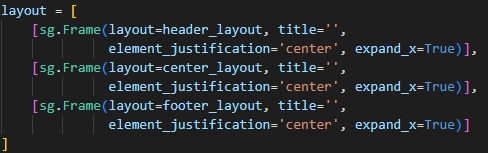 layout = [
    [sg.Frame(layout=header_layout, title='',
              element_justification='center', expand_x=True)],
    [sg.Frame(layout=center_layout, title='',
              element_justification='center', expand_x=True)],
    [sg.Frame(layout=footer_layout, title='',
              element_justification='center', expand_x=True)]
]